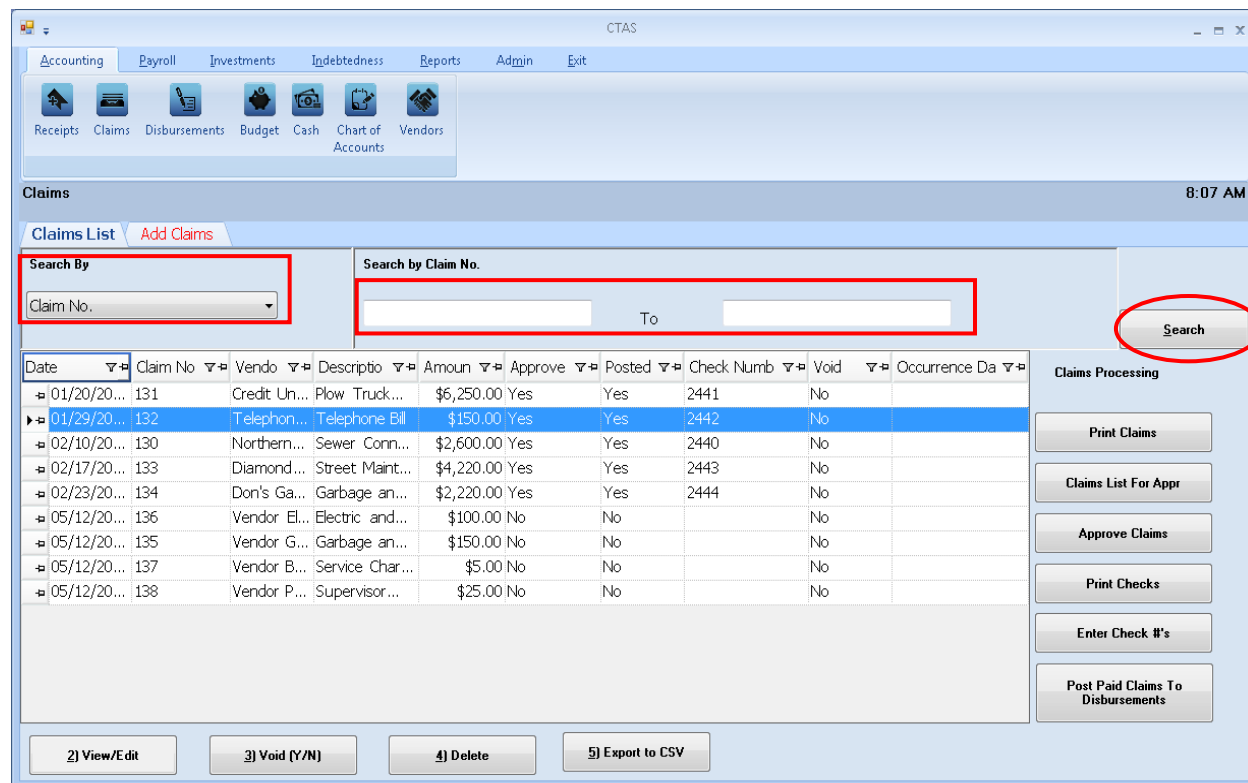 CTAS
Accounting Payroll Investments Indebtedness Reports Admin Exit
Receipts Claims Disbursements Budget Cash Chart of Accounts Vendors
Claims 8:07 AM
Claims List Add Claims
Search By Search by Claim No.
Claim No. To Search
Date Claim No Vendo Descriptio Amoun Approve Posted Check Numb Void Occurrence Da Claims Processing
01/20/20... 131 Credit Un... Plow Truck... $6,250.00 Yes Yes 2441 No
01/29/20... 132 Telephon... Telephone Bill $150.00 Yes Yes 2442 No
02/10/20... 130 Northern... Sewer Conn... $2,600.00 Yes Yes 2440 No
02/17/20... 133 Diamond... Street Maint... $4,220.00 Yes Yes 2443 No
02/23/20... 134 Don's Ga... Garbage an... $2,220.00 Yes Yes 2444 No
05/12/20... 136 Vendor El... Electric and... $100.00 No No No
05/12/20... 135 Vendor G... Garbage an... $150.00 No No No
05/12/20... 137 Vendor B... Service Char... $5.00 No No No
05/12/20... 138 Vendor P... Supervisor... $25.00 No No No
Print Claims
Claims List For Appr
Approve Claims
Print Checks
Enter Check #'s
Post Paid Claims To
Disbursements
2) View/Edit 3) Void (Y/N) 4) Delete 5) Export to CSV